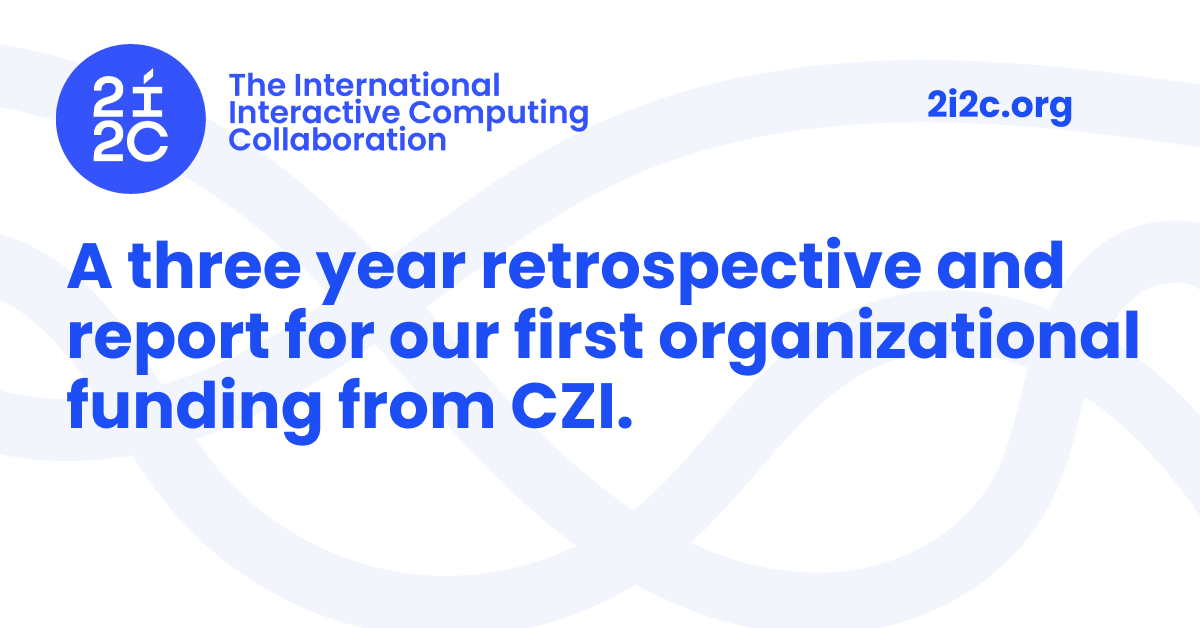 2i
2C
The International
Interactive Computing
Collaboration
2i2c.org
A three year retrospective and
report for our first organizational
funding from CZI.